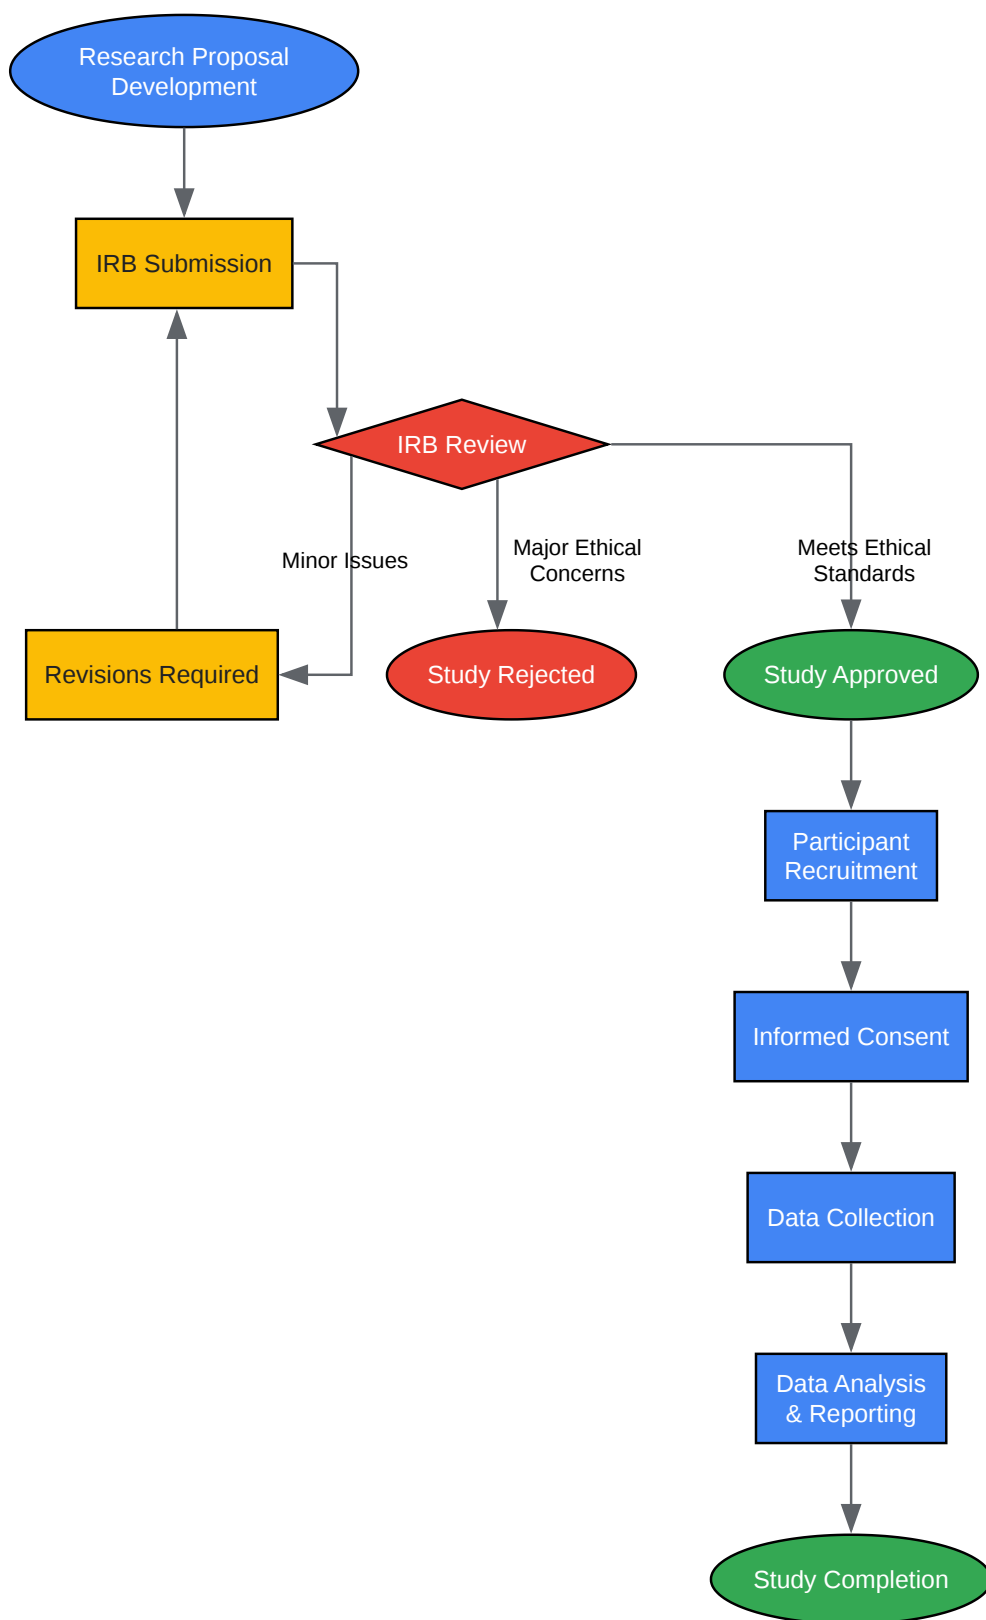 Research Proposal
Development
IRB Submission
IRB Review
Minor Issues
Major Ethical
Concerns
Meets Ethical
Standards
Revisions Required
Study Rejected
Study Approved
Participant
Recruitment
Informed Consent
Data Collection
Data Analysis
& Reporting
Study Completion